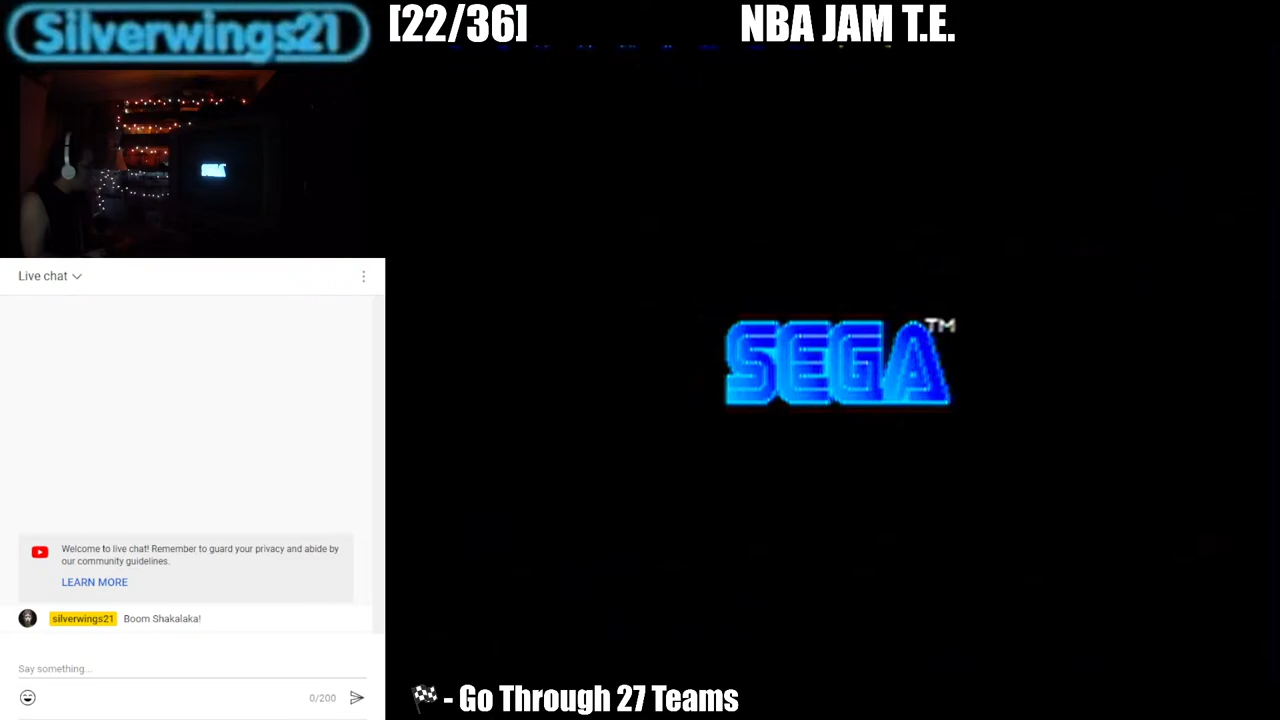 Silverwings21
[22/36]
NBA JAM T.E.
SEGA
Live chat
SEGA™
Welcome to live chat! Remember to guard your privacy and abide by
our community guidelines.
LEARN MORE
silverwings21 Boom Shakalaka!
Say something...
0/200
- Go Through 27 Teams